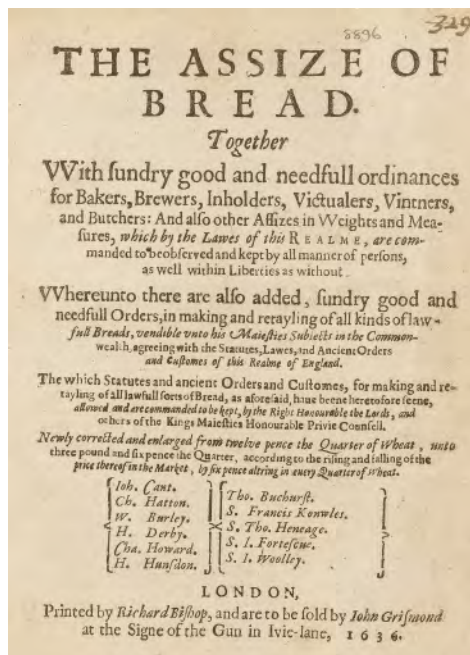 8896
329
THE ASSIZE OF
BREAD.
Together
VVith ſundry good and needfull ordinances
for Bakers, Brewers, Inholders, Victualers, Vintners,
and Butchers: And alſo other Aſſizes in Weights and Mea-
ſures, which by the Lawes of this REALME, are com-
manded to be obſerved and kept by all manner of perſons,
as well within Liberties as without.
VVhereunto there are alſo added, ſundry good and
needfull Orders, in making and retayling of all kinds of law-
full Breads, vendible vnto his Maieſties Subiects in the Common-
wealth, agreeing with the Statutes, Lawes, and Ancient Orders
and Cuſtomes of this Realme of England.
The which Statutes and ancient Orders and Cuſtomes, for making and re-
tayling of all lawfull ſorts of Bread, as aforeſaid, haue beene heretofore ſeene,
allowed and are commanded to be kept, by the Right Honourable the Lords, and
others of the Kings Maieſties Honourable Privie Counſell.
Newly corrected and enlarged from twelve pence the Quarter of Wheat, unto
three pound and ſix pence the Quarter, according to the riſing and falling of the
price thereof in the Market, by ſix pence altring in euery Quarter of wheat.
Ioh. Cant.
Ch. Hatton.
W. Burley.
H. Derby.
Cha. Howard.
H. Hunſdon.
Tho. Buchurſt.
S. Francis Konwles.
S. Tho. Heneage.
S. I. Forteſcue.
S. I. Woolley.
LONDON,
Printed by Richard Biſhop, and are to be ſold by John Griſmond
at the Signe of the Gun in Ivie-lane, 1636.